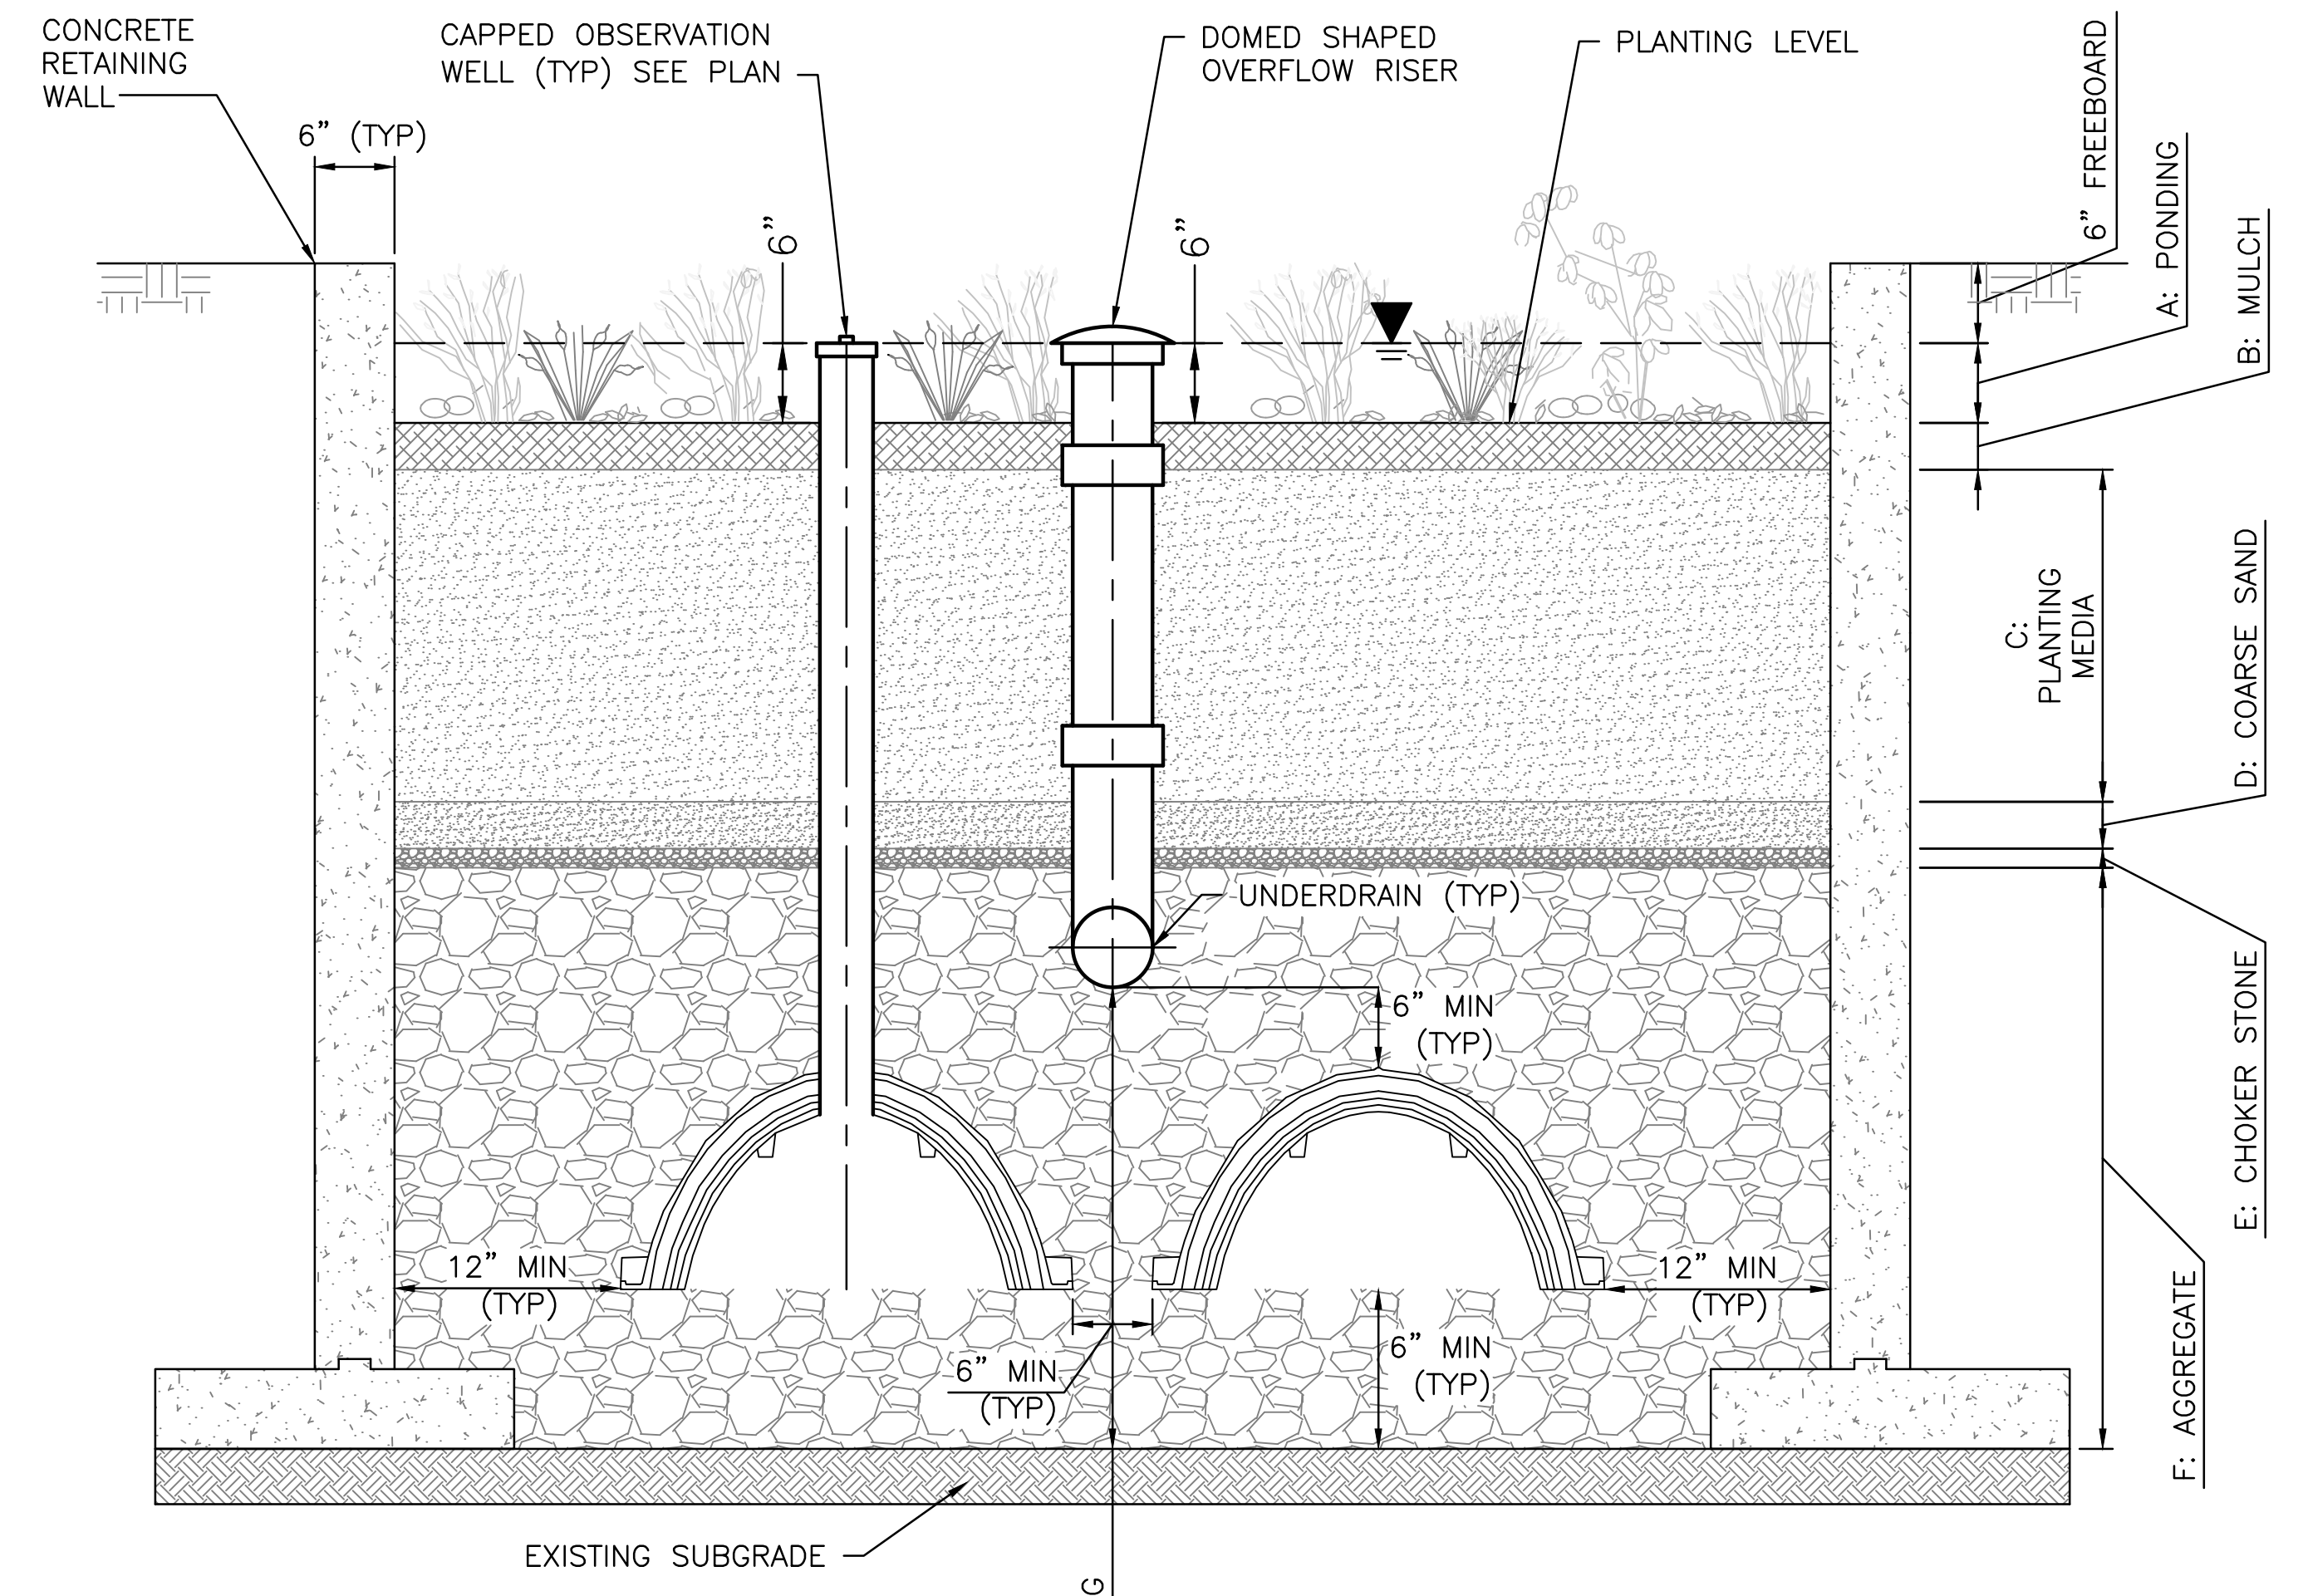 CONCRETE
RETAINING
WALL
CAPPED OBSERVATION
WELL (TYP) SEE PLAN
DOMED SHAPED
OVERFLOW RISER
PLANTING LEVEL
6" (TYP)
6"
6"
6" FREEBOARD
A: PONDING
B: MULCH
C:
PLANTING
MEDIA
D: COARSE SAND
E: CHOKER STONE
F: AGGREGATE
UNDERDRAIN (TYP)
6" MIN
(TYP)
12" MIN
(TYP)
12" MIN
(TYP)
6" MIN
(TYP)
6" MIN
(TYP)
EXISTING SUBGRADE
G